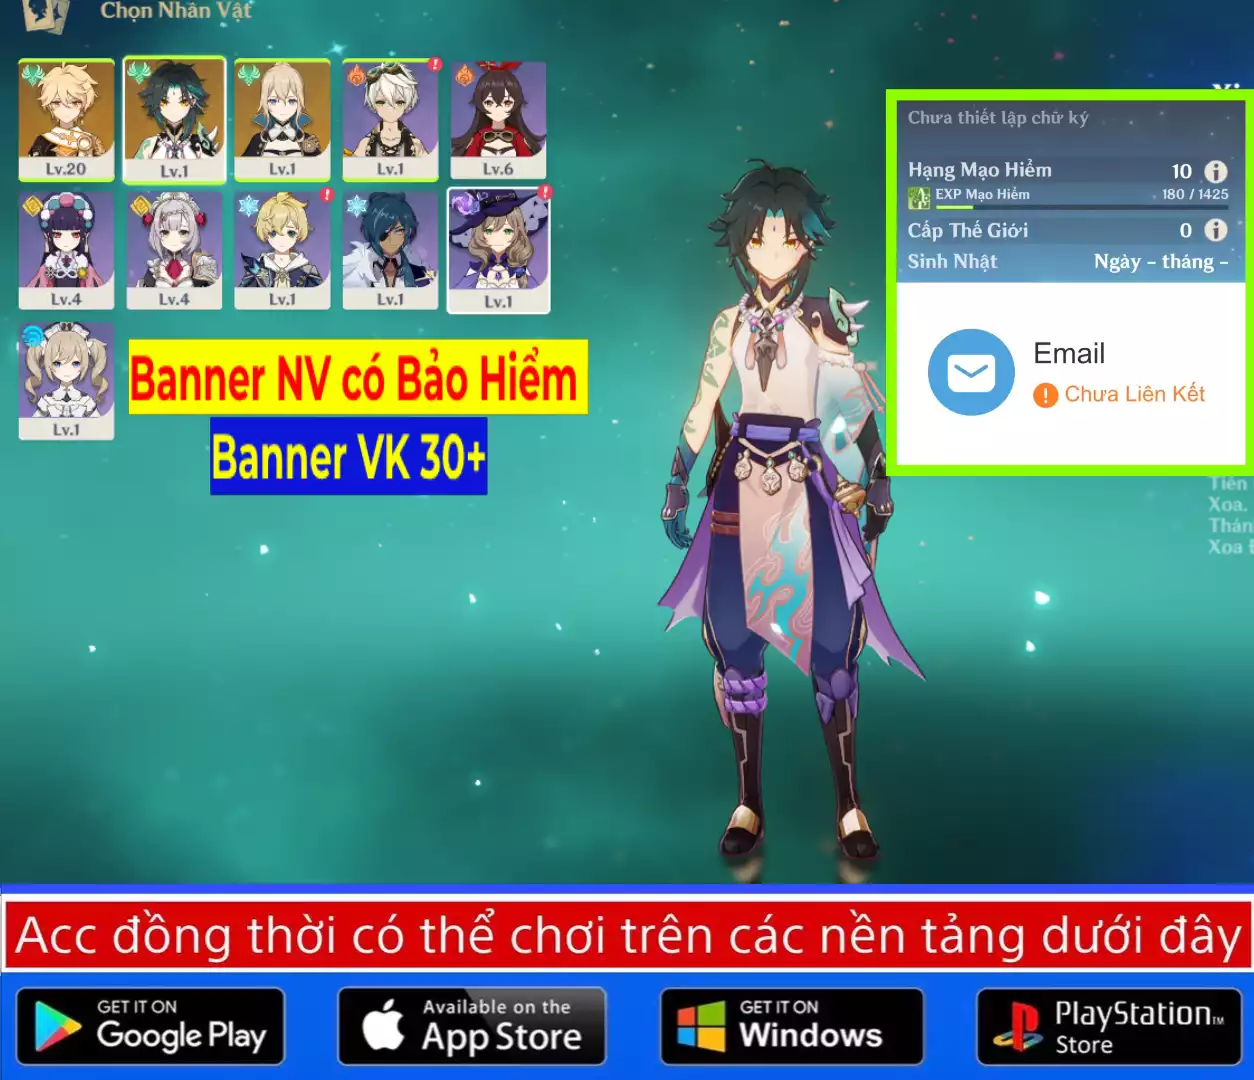 Chọn Nhân Vật
Lv.20
Lv.1
Lv.1
Lv.1
Lv.6
Lv.4
Lv.4
Lv.1
Lv.1
Lv.1
Lv.1
Banner NV có Bảo Hiểm
Banner VK 30+
Chưa thiết lập chữ ký
Hạng Mạo Hiểm 10
EXP Mạo Hiểm 180 / 1425
Cấp Thế Giới 0
Sinh Nhật Ngày - tháng -
Email
Chưa Liên Kết
Tiên
Xoa.
Xoa
Acc đồng thời có thể chơi trên các nền tảng dưới đây
GET IT ON
Google Play
Available on the
App Store
GET IT ON
Windows
PlayStation™
Store